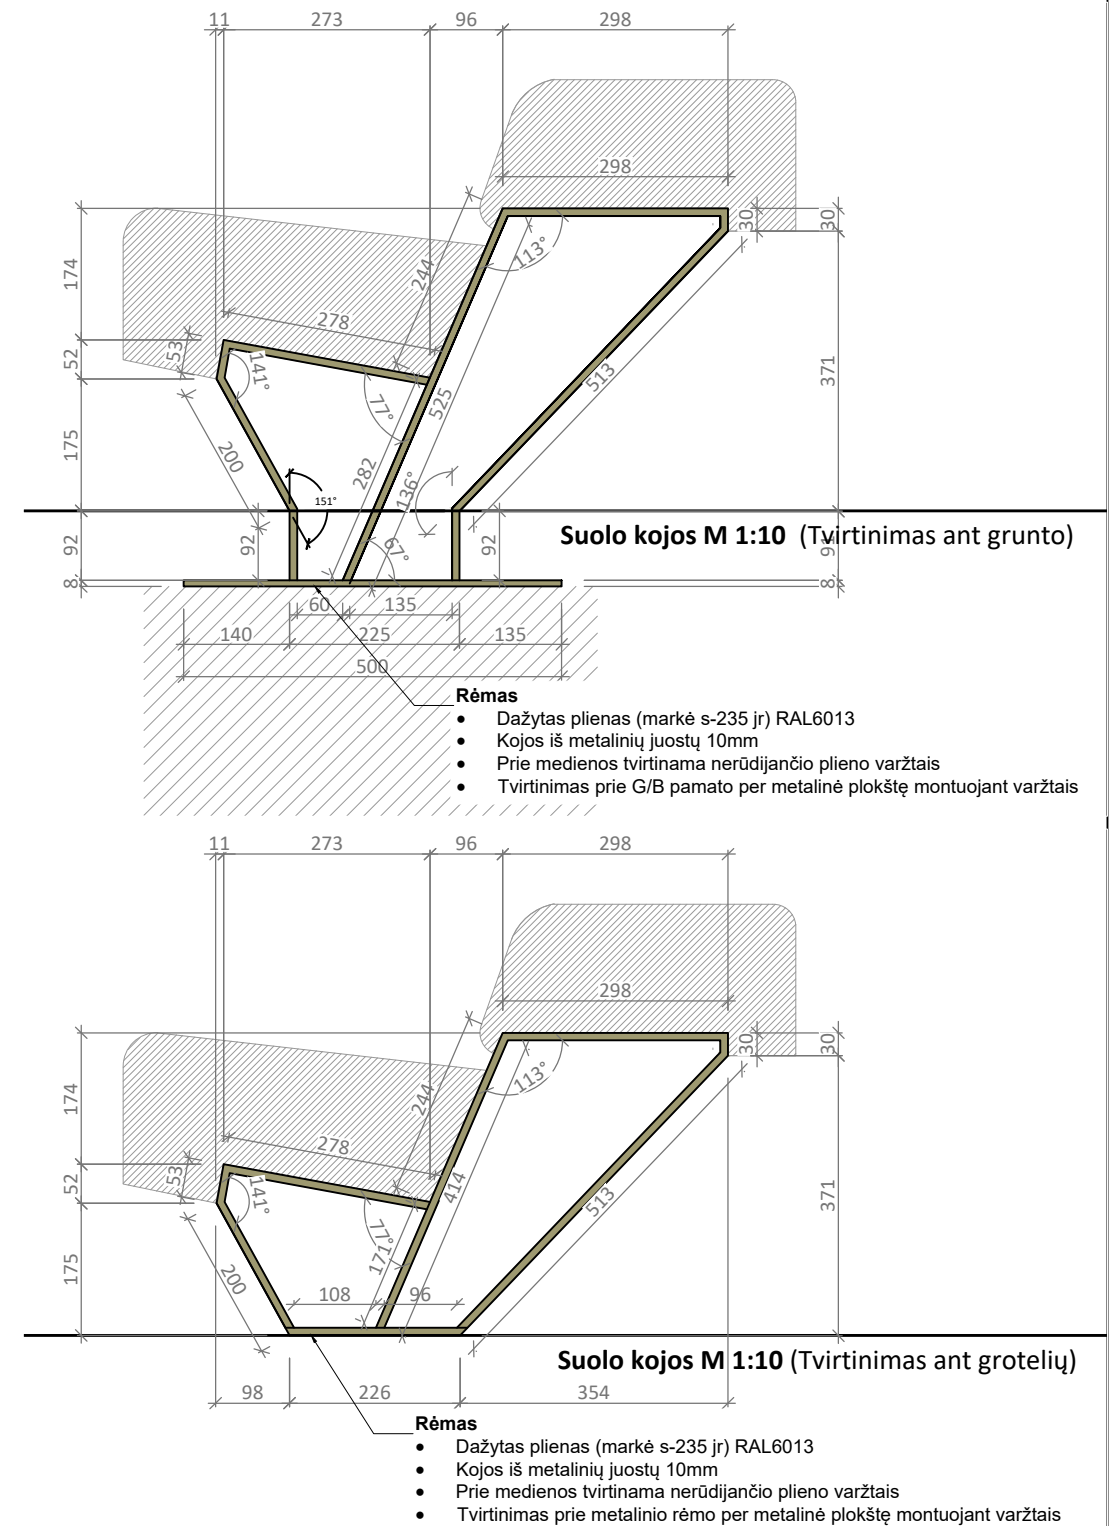 11 273 96 298
298
30 30
174
244 113°
278
53 52 141°
513 371
77° 525
175 200
282 136°
151°
Suolo kojos M 1:10 (Tvirtinimas ant grunto)
92 92 67° 92 92
8 8
60 135
140 225 135
500
Rėmas
● Dažytas plienas (markė s-235 jr) RAL6013
● Kojos iš metalinių juostų 10mm
● Prie medienos tvirtinama nerūdijančio plieno varžtais
● Tvirtinimas prie G/B pamato per metalinė plokštę montuojant varžtais
11 273 96 298
298
30 30
174
244 113°
278
53 52 141°
414 513 371
77°
175 200 171°
108 96
Suolo kojos M 1:10 (Tvirtinimas ant grotelių)
98 226 354
Rėmas
● Dažytas plienas (markė s-235 jr) RAL6013
● Kojos iš metalinių juostų 10mm
● Prie medienos tvirtinama nerūdijančio plieno varžtais
● Tvirtinimas prie metalinio rėmo per metalinė plokštę montuojant varžtais